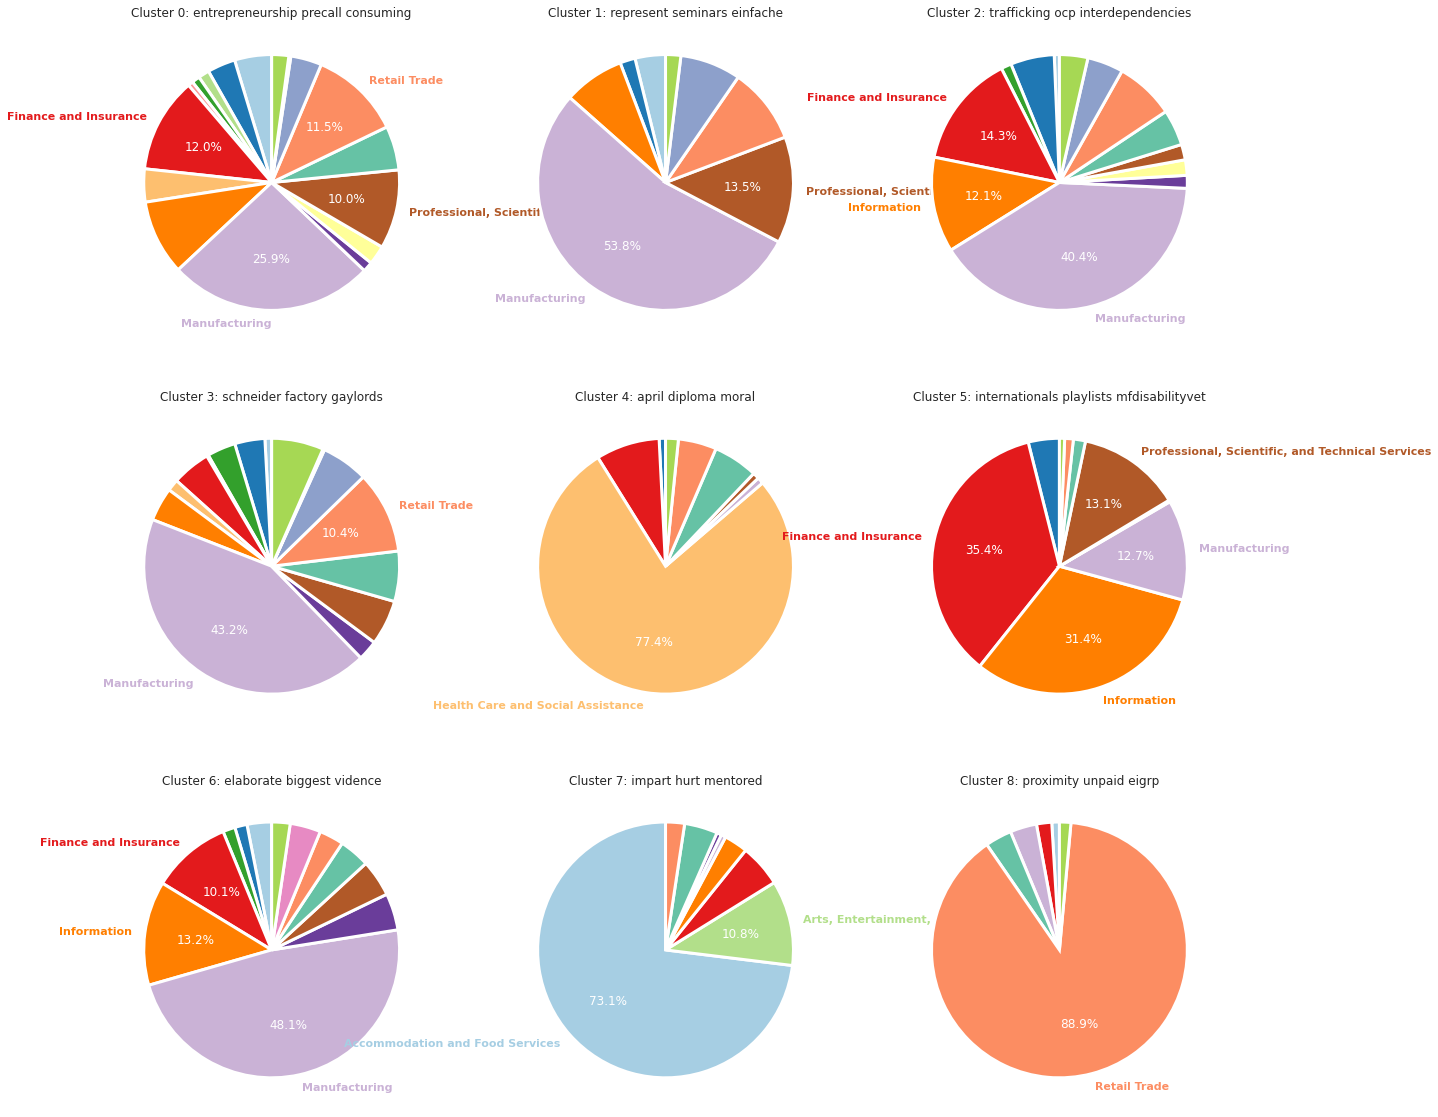 Cluster 0: entrepreneurship precall consuming
Retail Trade
Finance and Insurance
11.5%
12.0%
10.0%
Professional, Scientif
25.9%
Manufacturing
Cluster 1: represent seminars einfache
13.5%
Professional, Scienti
53.8%
Manufacturing
Cluster 2: trafficking ocp interdependencies
Finance and Insurance
14.3%
12.1%
Information
40.4%
Manufacturing
Cluster 3: schneider factory gaylords
Retail Trade
10.4%
43.2%
Manufacturing
Cluster 4: april diploma moral
77.4%
Health Care and Social Assistance
Cluster 5: internationals playlists mfdisabilityvet
Professional, Scientific, and Technical Services
13.1%
Finance and Insurance
35.4%
Manufacturing
12.7%
31.4%
Information
Cluster 6: elaborate biggest vidence
Finance and Insurance
10.1%
Information
13.2%
48.1%
Manufacturing
Cluster 7: impart hurt mentored
Arts, Entertainment,
10.8%
73.1%
Accommodation and Food Services
Cluster 8: proximity unpaid eigrp
88.9%
Retail Trade